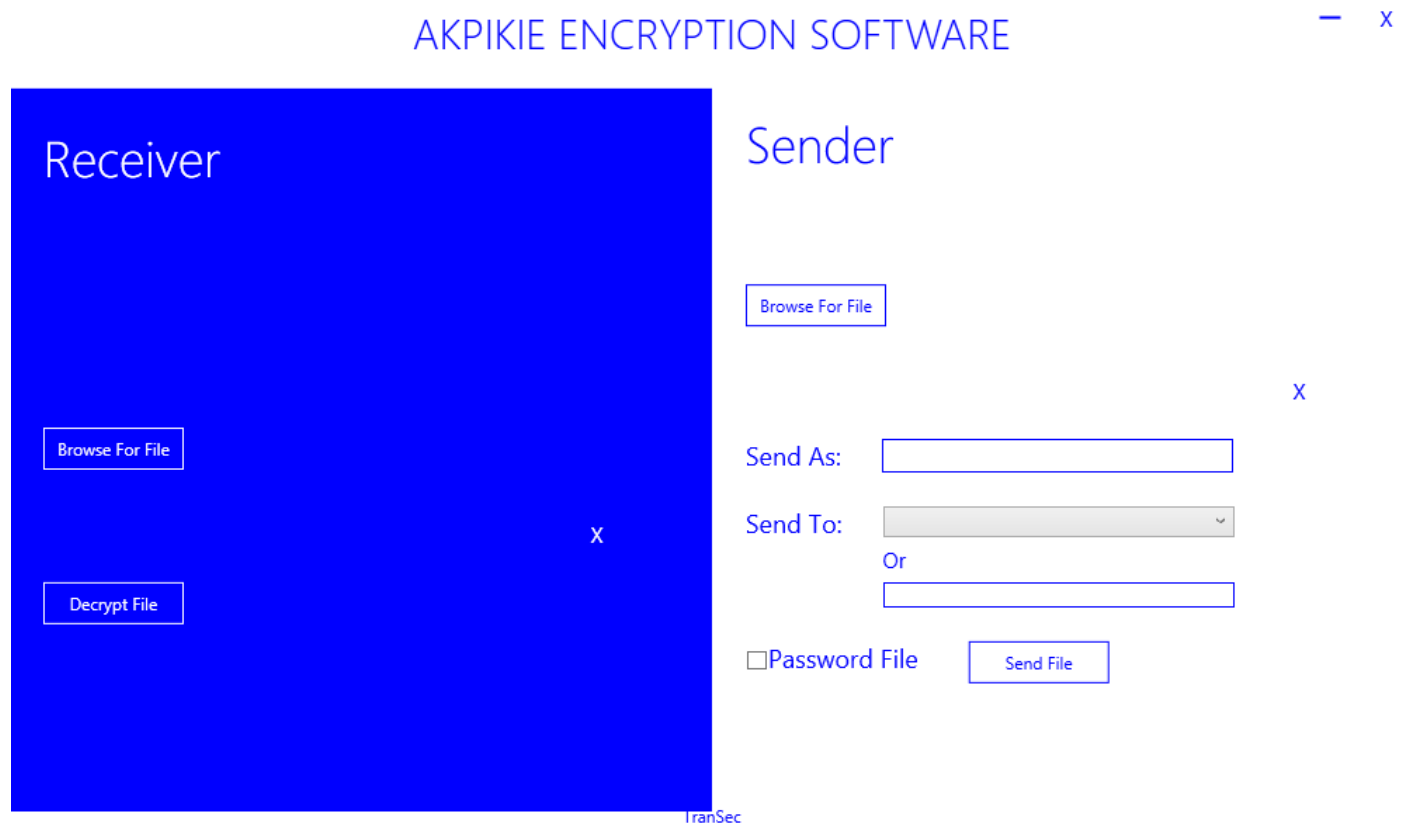 AKPIKIE ENCRYPTION SOFTWARE
X
Receiver
Browse For File
X
Decrypt File
Sender
Browse For File
X
Send As:
Send To:
Or
Password File
Send File
TranSec